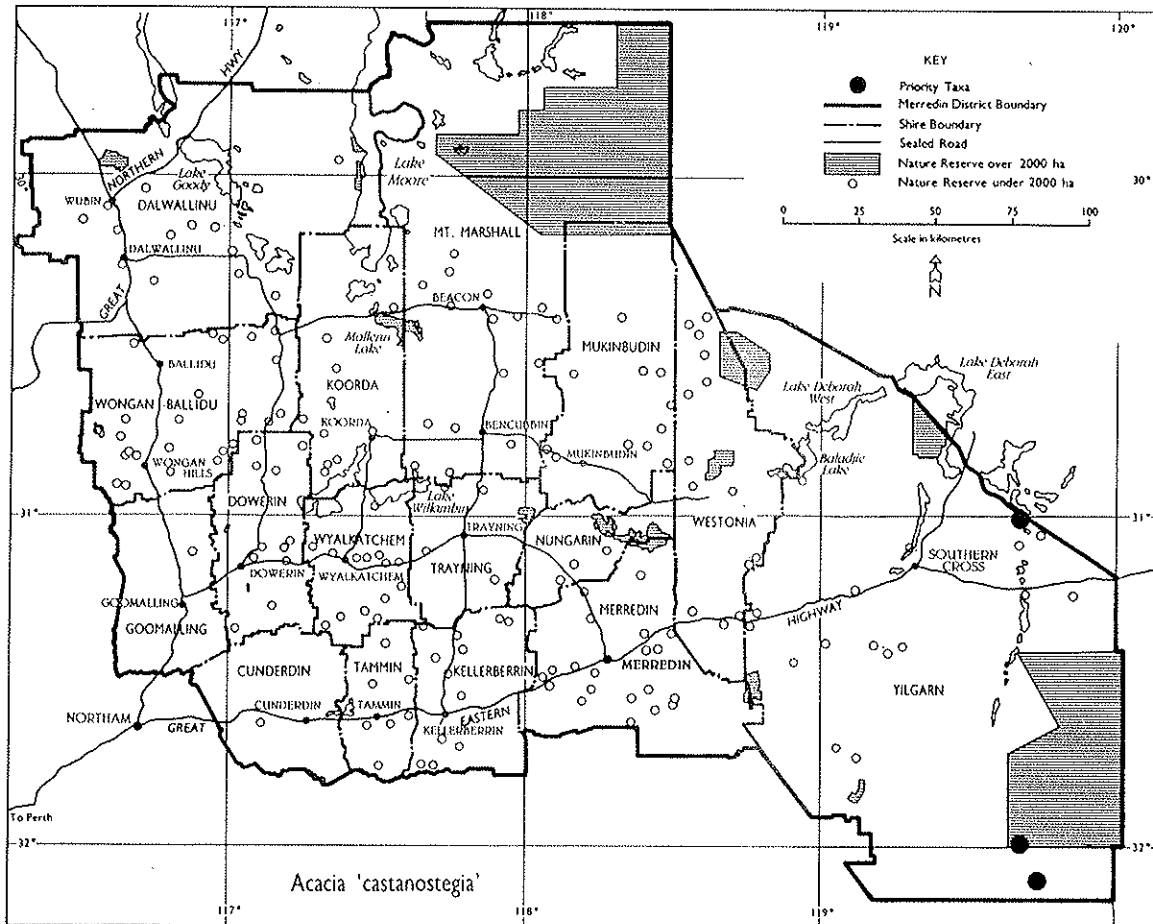 117°
118°
119°
120°
KEY
Priority Taxa
Merredin District Boundary
Shire Boundary
Sealed Road
Nature Reserve over 2000 ha
Nature Reserve under 2000 ha
0 25 50 75 100
Scale in kilometres
N
HWY
NORTHERN
Lake Goody
Lake Moore
30°
30°
WUBIN
DALWALLINU
MT. MARSHALL
DALWALLINU
GREAT
BEACON
Mollerin Lake
MUKINBUDIN
BALLIDU
KOORDA
Lake Deborah East
Lake Deborah West
WONGAN BALLIDU
KOORDA
BENCUBBIN
MUKINBUDIN
Baladjie Lake
WONGAN HILLS
DOWERIN
Lake Wilkunbu
31°
31°
WESTONIA
TRAYNING
NUNGARIN
WYALKATCHEM
SOUTHERN CROSS
DOWERIN
WYALKATCHEM
TRAYNING
GOOMALLING
MERREDIN
HIGHWAY
GOOMALLING
CUNDERDIN
TAMMIN
KELLERBERRIN
MERREDIN
YILGARN
NORTHAM
GREAT
CUNDERDIN
TAMMIN
EASTERN
KELLERBERRIN
To Perth
32°
32°
Acacia 'castanostegia'
117°
118°
119°